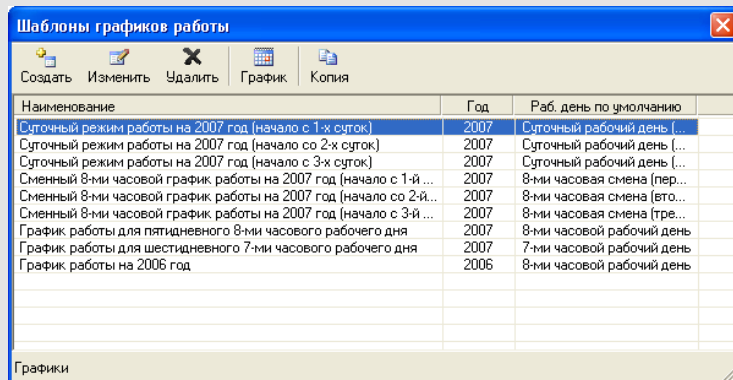 Шаблоны графиков работы
Создать Изменить Удалить График Копия
Наименование Год Раб. день по умолчанию
Суточный режим работы на 2007 год (начало с 1-х суток) 2007 Суточный рабочий день (...
Суточный режим работы на 2007 год (начало со 2-х суток) 2007 Суточный рабочий день (...
Суточный режим работы на 2007 год (начало с 3-х суток) 2007 Суточный рабочий день (...
Сменный 8-ми часовой график работы на 2007 год (начало с 1-й ... 2007 8-ми часовая смена (пер...
Сменный 8-ми часовой график работы на 2007 год (начало со 2-й... 2007 8-ми часовая смена (вто...
Сменный 8-ми часовой график работы на 2007 год (начало с 3-й ... 2007 8-ми часовая смена (тре...
График работы для пятидневного 8-ми часового рабочего дня 2007 8-ми часовой рабочий день
График работы для шестидневного 7-ми часового рабочего дня 2007 7-ми часовой рабочий день
График работы на 2006 год 2006 8-ми часовой рабочий день
Графики